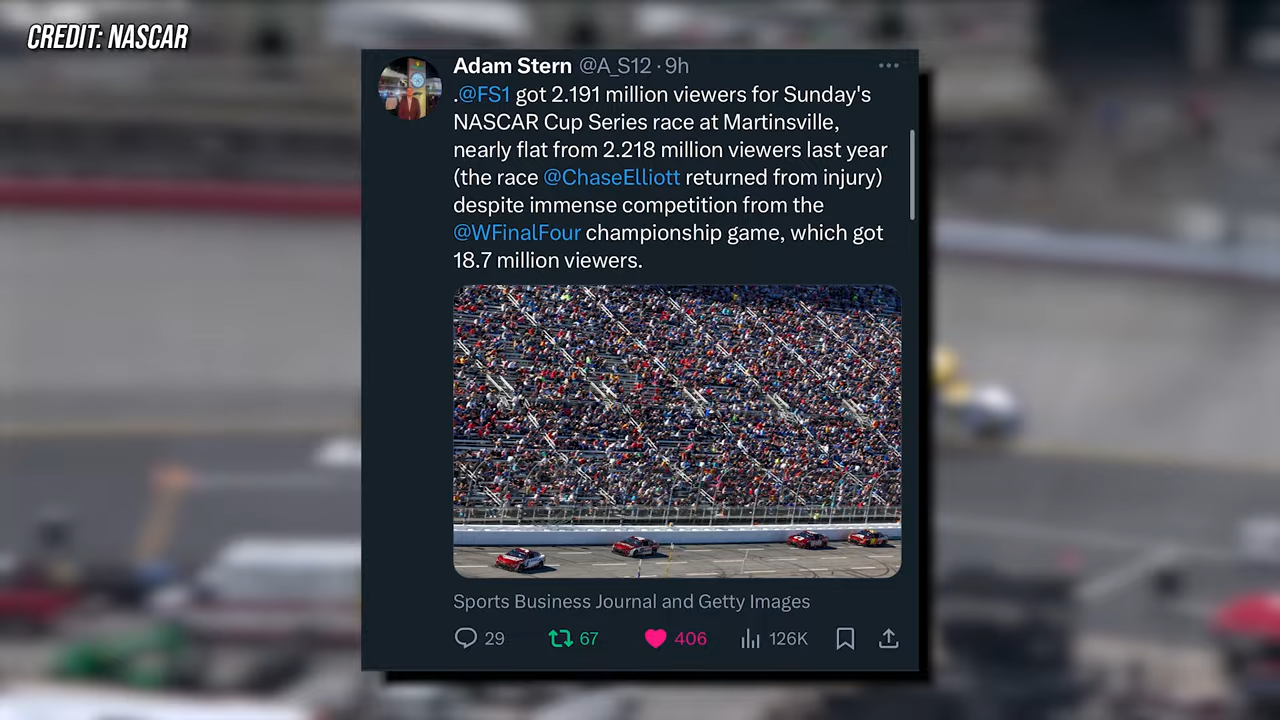 CREDIT: NASCAR
Adam Stern @A_S12 · 9h
.@FS1 got 2.191 million viewers for Sunday's
NASCAR Cup Series race at Martinsville,
nearly flat from 2.218 million viewers last year
(the race @ChaseElliott returned from injury)
despite immense competition from the
@WFinalFour championship game, which got
18.7 million viewers.
Sports Business Journal and Getty Images
29 67 406 126K